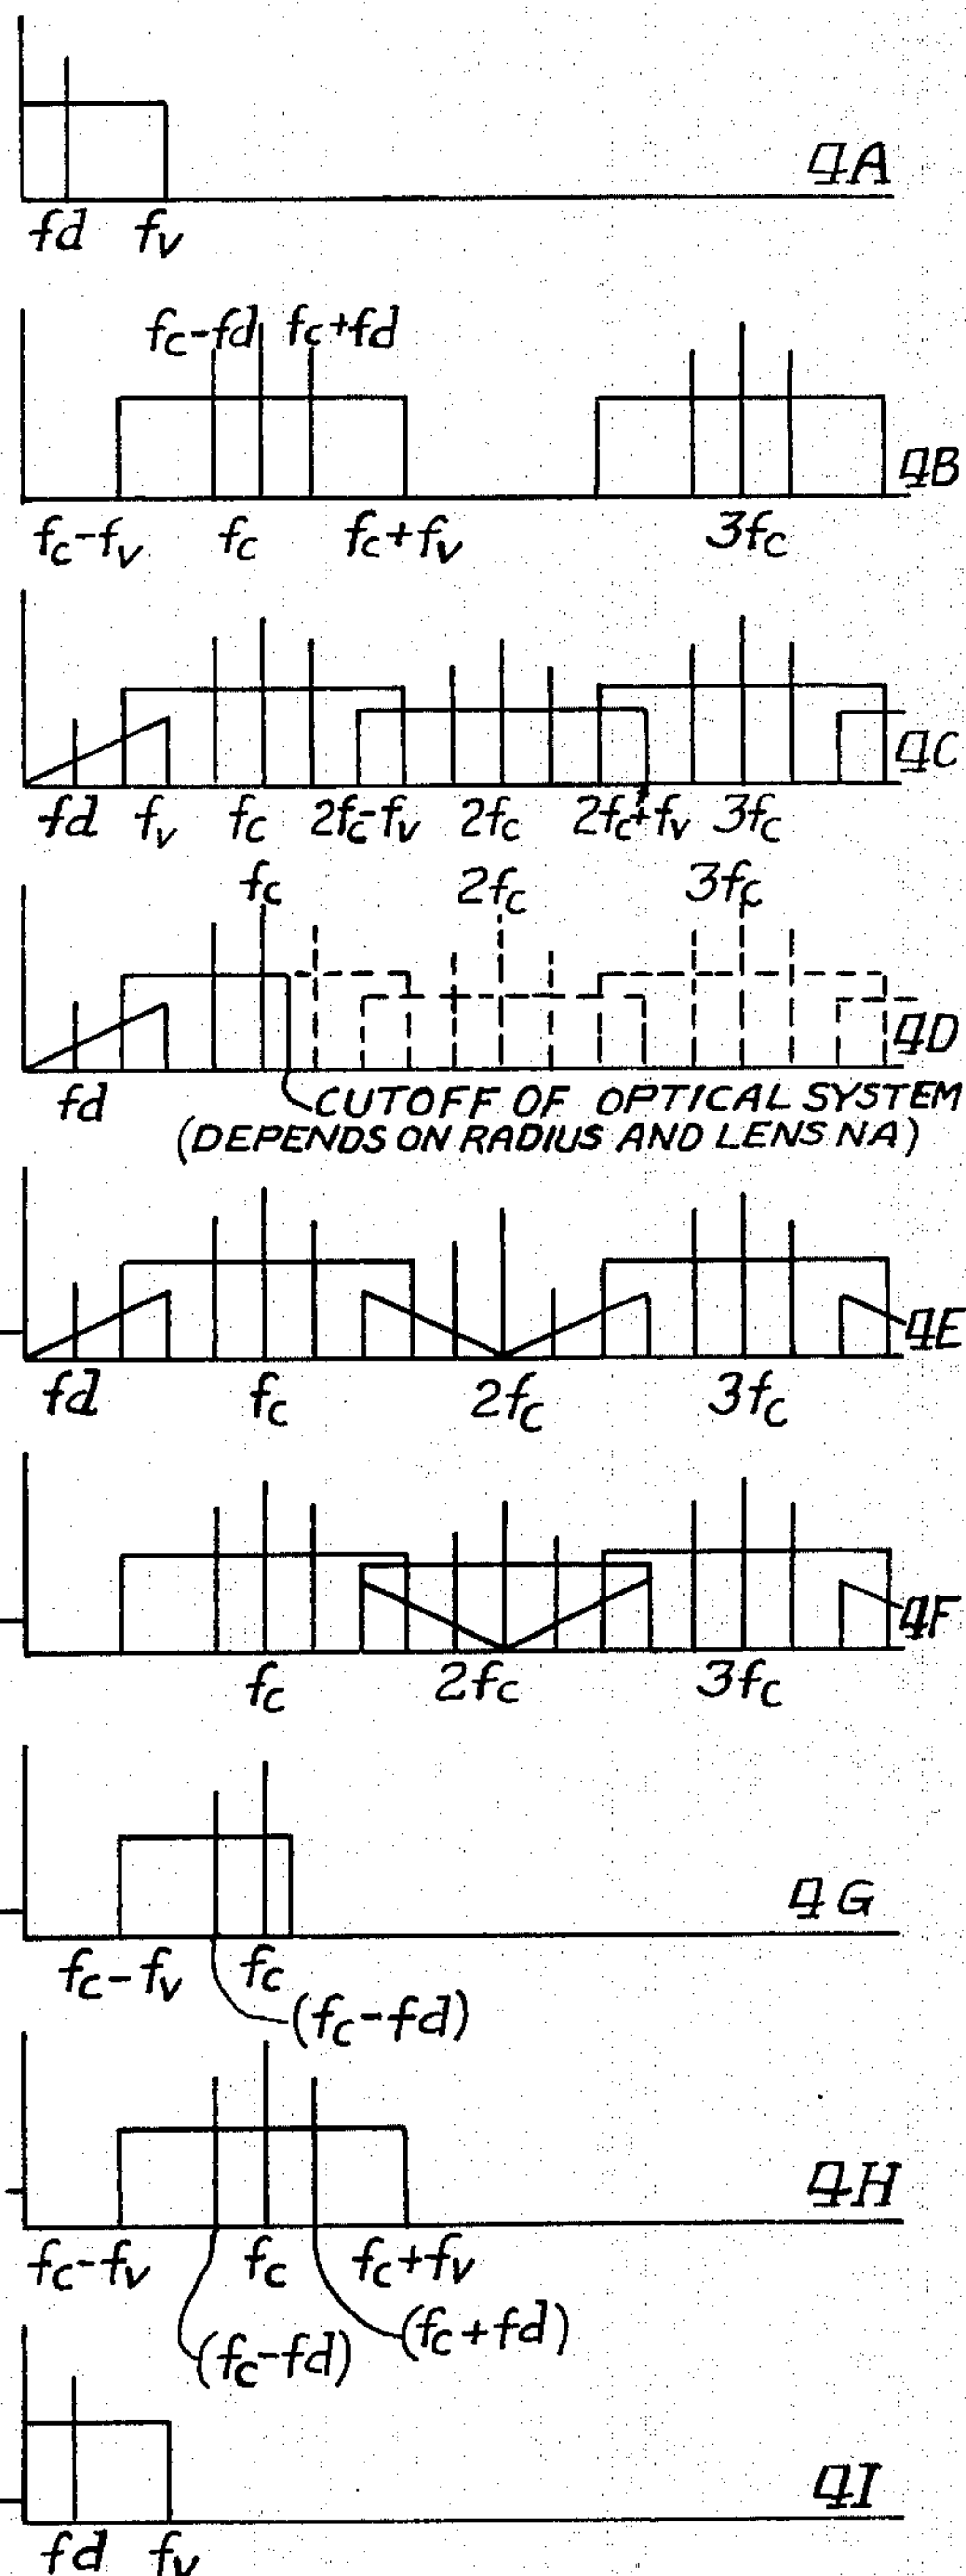 4A
fd fv
fc-fd fc+fd
4B
fc-fv fc fc+fv 3fc
4C
fd fv fc 2fc-fv 2fc 2fc+fv 3fc
fc 2fc 3fc
4D
fd CUTOFF OF OPTICAL SYSTEM
(DEPENDS ON RADIUS AND LENS NA)
4E
fd fc 2fc 3fc
4F
fc 2fc 3fc
4G
fc-fv fc
(fc-fd)
4H
fc-fv fc fc+fv
(fc-fd) (fc+fd)
4I
fd fv